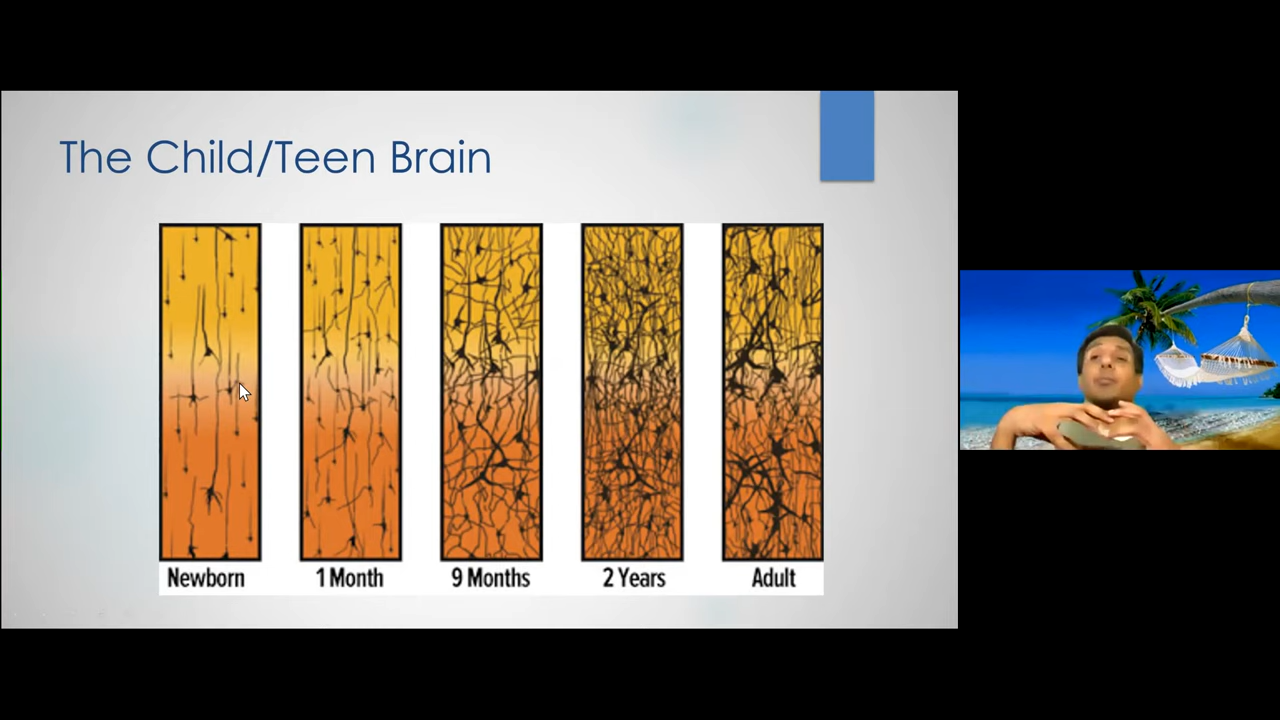 The Child/Teen Brain
Newborn
1 Month
9 Months
2 Years
Adult